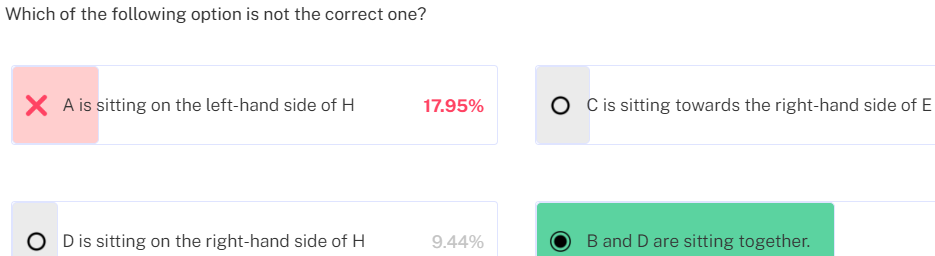 Which of the following option is not the correct one?
A is sitting on the left-hand side of H 17.95%
C is sitting towards the right-hand side of E
D is sitting on the right-hand side of H 9.44%
B and D are sitting together.